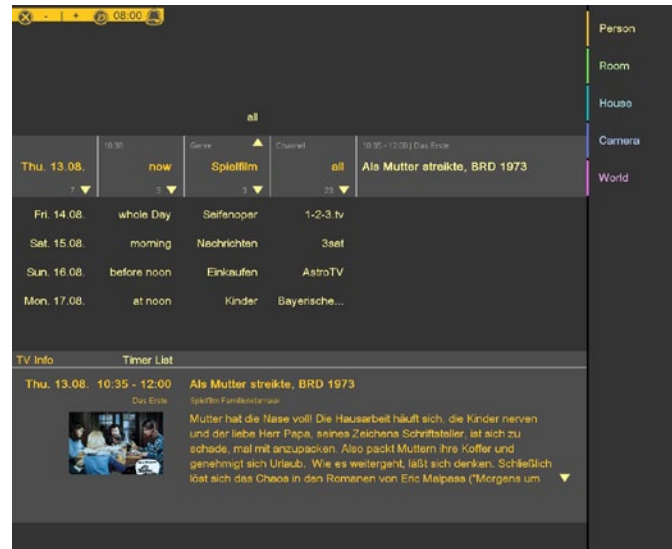 - | + 08:00
Person
Room
House
Camera
World
all
10:35 Genre Channel 10:35 - 12:00 | Das Erste
Thu. 13.08. now Spielfilm all Als Mutter streikte, BRD 1973
7 3 3 23
Fri. 14.08. whole Day Seifenoper 1-2-3.tv
Sat. 15.08. morning Nachrichten 3sat
Sun. 16.08. before noon Einkaufen AstroTV
Mon. 17.08. at noon Kinder Bayerische...
TV Info Timer List
Thu. 13.08. 10:35 - 12:00 Als Mutter streikte, BRD 1973
Das Erste Spielfilm
Mutter hat die Nase voll! Die Hausarbeit häuft sich, die Kinder nerven
und der liebe Herr Papa, seines Zeichens Schriftsteller, ist sich zu
schade, mal mit anzupacken. Also packt Muttern ihre Koffer und
genehmigt sich Urlaub. Wie es weitergeht, läßt sich denken. Schließlich
löst sich das Chaos in den Romanen von Eric Malpass ("Morgens um